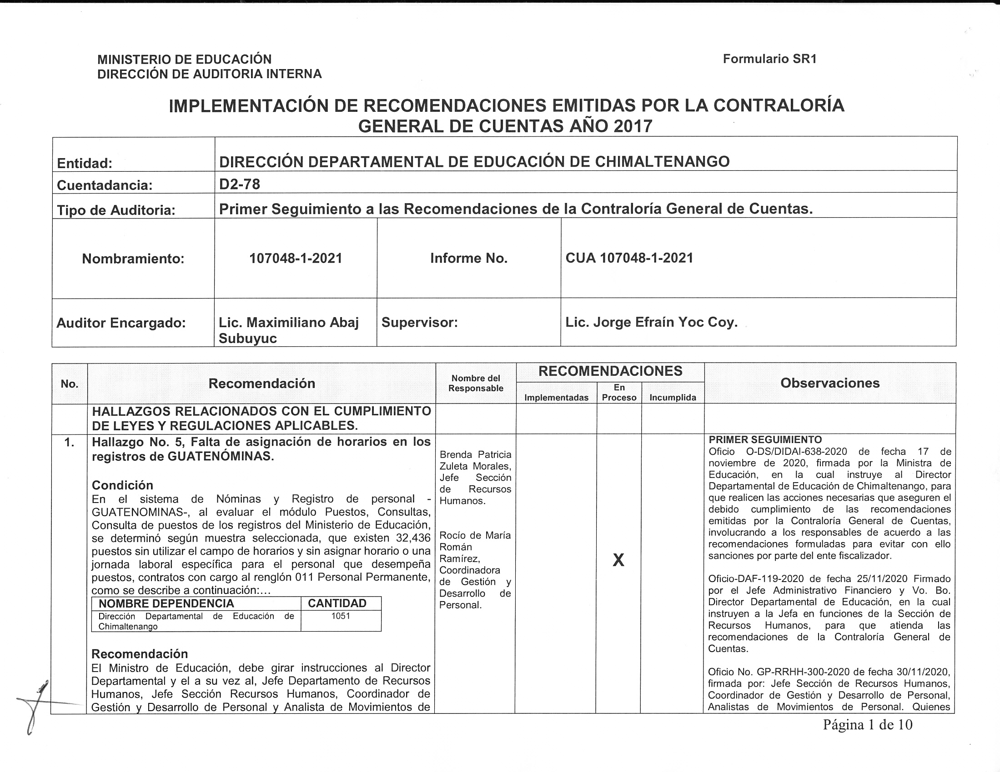 MINISTERIO DE EDUCACIÓN
DIRECCIÓN DE AUDITORIA INTERNA
Formulario SR1
IMPLEMENTACIÓN DE RECOMENDACIONES EMITIDAS POR LA CONTRALORÍA
GENERAL DE CUENTAS AÑO 2017
Entidad:
DIRECCIÓN DEPARTAMENTAL DE EDUCACIÓN DE CHIMALTENANGO
Cuentadancia:
D2-78
Tipo de Auditoria:
Primer Seguimiento a las Recomendaciones de la Contraloría General de Cuentas.
Nombramiento:
107048-1-2021
Informe No.
CUA 107048-1-2021
Auditor Encargado:
Lic. Maximiliano Abaj
Subuyuc
Supervisor:
Lic. Jorge Efraín Yoc Coy.
No.
Recomendación
Nombre del
Responsable
RECOMENDACIONES
Implementadas
En
Proceso
Incumplida
Observaciones
HALLAZGOS RELACIONADOS CON EL CUMPLIMIENTO
DE LEYES Y REGULACIONES APLICABLES.
1.
Hallazgo No. 5, Falta de asignación de horarios en los
registros de GUATENÓMINAS.
Condición
En el sistema de Nóminas y Registro de personal -
GUATENOMINAS-, al evaluar el módulo Puestos, Consultas,
Consulta de puestos de los registros del Ministerio de Educación,
se determinó según muestra seleccionada, que existen 32,436
puestos sin utilizar el campo de horarios y sin asignar horario o una
jornada laboral específica para el personal que desempeña
puestos, contratos con cargo al renglón 011 Personal Permanente,
como se describe a continuación:...
NOMBRE DEPENDENCIA
CANTIDAD
Dirección Departamental de Educación de
Chimaltenango
1051
Recomendación
El Ministro de Educación, debe girar instrucciones al Director
Departamental y el a su vez al, Jefe Departamento de Recursos
Humanos, Jefe Sección Recursos Humanos, Coordinador de
Gestión y Desarrollo de Personal y Analista de Movimientos de
Brenda Patricia
Zuleta Morales,
Jefe Sección
de Recursos
Humanos.
Rocío de María
Román
Ramírez,
Coordinadora
de Gestión y
Desarrollo de
Personal.
X
PRIMER SEGUIMIENTO
Oficio O-DS/DIDAI-638-2020 de fecha 17 de
noviembre de 2020, firmada por la Ministra de
Educación, en la cual instruye al Director
Departamental de Educación de Chimaltenango, para
que realicen las acciones necesarias que aseguren el
debido cumplimiento de las recomendaciones
emitidas por la Contraloría General de Cuentas,
involucrando a los responsables de acuerdo a las
recomendaciones formuladas para evitar con ello
sanciones por parte del ente fiscalizador.
Oficio-DAF-119-2020 de fecha 25/11/2020 Firmado
por el Jefe Administrativo Financiero y Vo. Bo.
Director Departamental de Educación, en la cual
instruyen a la Jefa en funciones de la Sección de
Recursos Humanos, para que atienda las
recomendaciones de la Contraloría General de
Cuentas.
Oficio No. GP-RRHH-300-2020 de fecha 30/11/2020,
firmada por: Jefe Sección de Recursos Humanos,
Coordinador de Gestión y Desarrollo de Personal,
Analistas de Movimientos de Personal. Quienes
Página 1 de 10